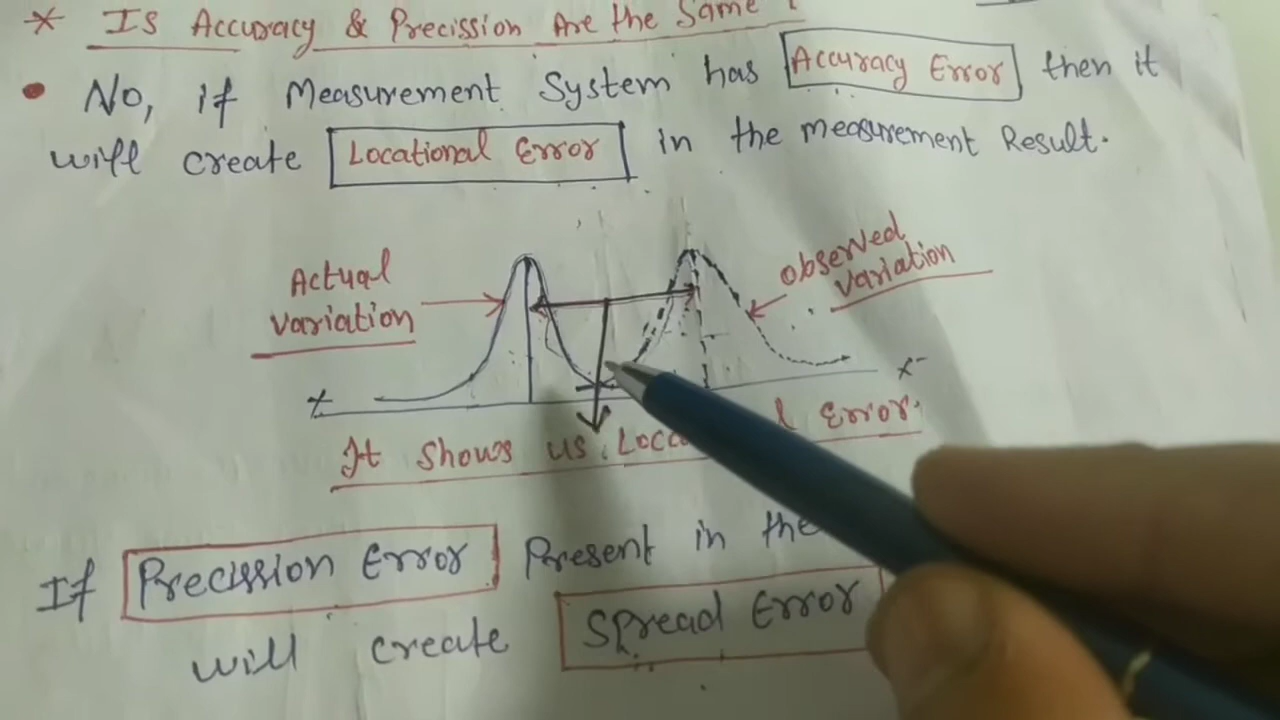 * Is Accuracy & Precission Are the Same ?
• No, if Measurement System has Accuracy Error then it
will create Locational Error in the measurement Result.
Actual
variation
observed
variation
x
x
It shows us Error.
If Precission Error Present in the
will create Spread Error